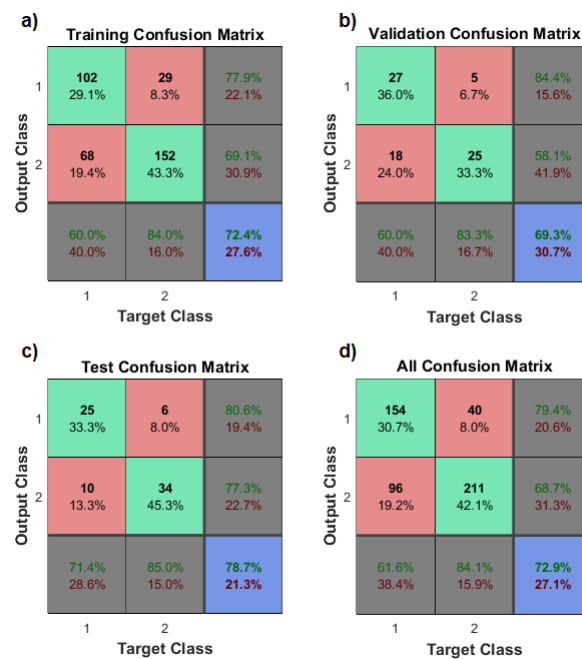 a)
Training Confusion Matrix
1
102 29 77.9%
29.1% 8.3% 22.1%
2
68 152 69.1%
19.4% 43.3% 30.9%
60.0% 84.0% 72.4%
40.0% 16.0% 27.6%
1 2
Target Class
Output Class
b)
Validation Confusion Matrix
1
27 5 84.4%
36.0% 6.7% 15.6%
2
18 25 58.1%
24.0% 33.3% 41.9%
60.0% 83.3% 69.3%
40.0% 16.7% 30.7%
1 2
Target Class
Output Class
c)
Test Confusion Matrix
1
25 6 80.6%
33.3% 8.0% 19.4%
2
10 34 77.3%
13.3% 45.3% 22.7%
71.4% 85.0% 78.7%
28.6% 15.0% 21.3%
1 2
Target Class
Output Class
d)
All Confusion Matrix
1
154 40 79.4%
30.7% 8.0% 20.6%
2
96 211 68.7%
19.2% 42.1% 31.3%
61.6% 84.1% 72.9%
38.4% 15.9% 27.1%
1 2
Target Class
Output Class